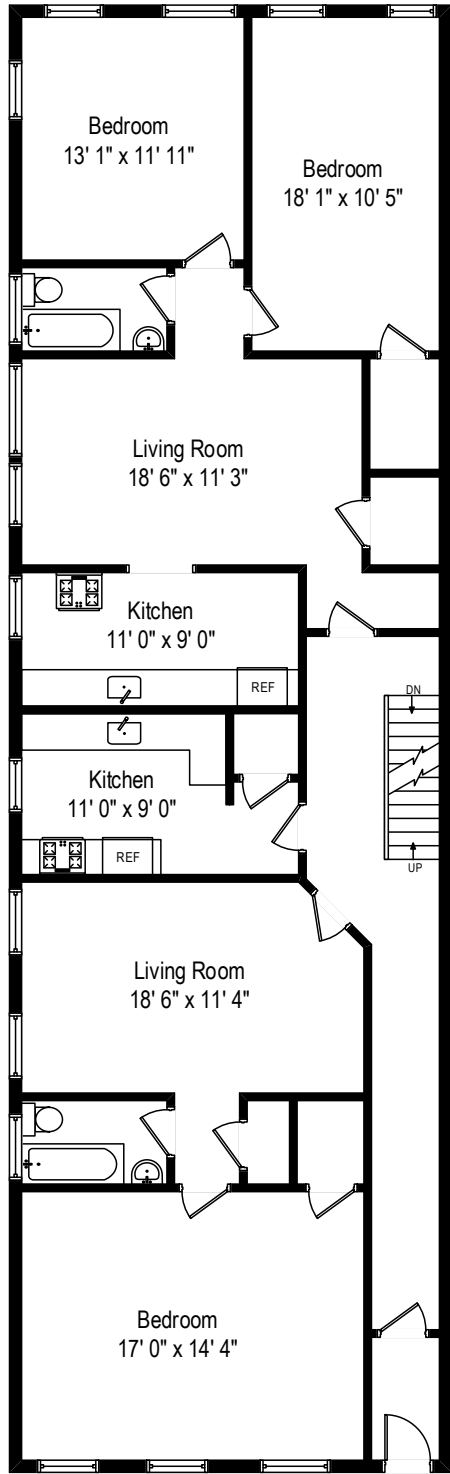 Bedroom
13' 1" x 11' 11"
Bedroom
18' 1" x 10' 5"
Living Room
18' 6" x 11' 3"
Kitchen
11' 0" x 9' 0"
REF
DN
Kitchen
11' 0" x 9' 0"
REF
UP
Living Room
18' 6" x 11' 4"
Bedroom
17' 0" x 14' 4"